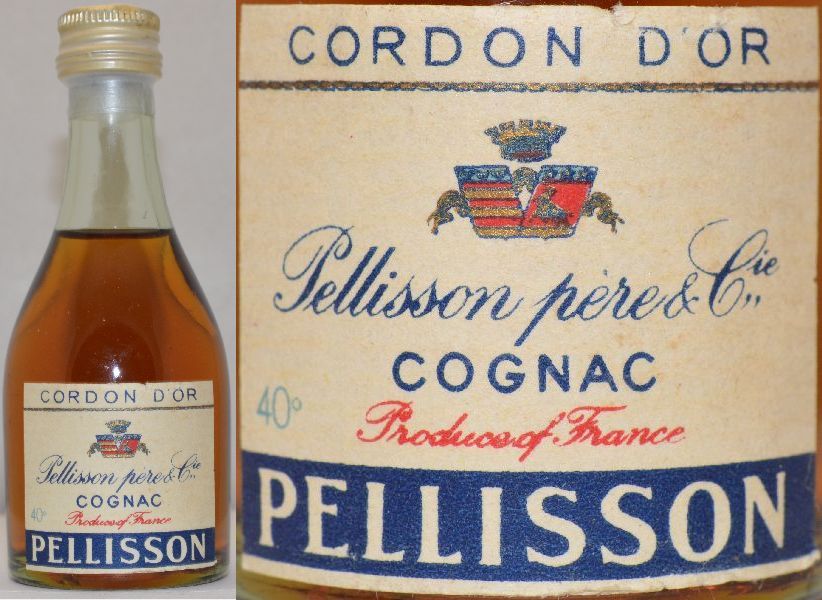 CORDON D'OR
Pellisson père & Cie
COGNAC
40°
Produce of France
PELLISSON
CORDON D'OR
Pellisson père & Cie,,
COGNAC
40°
Produce of France
PELLISSON